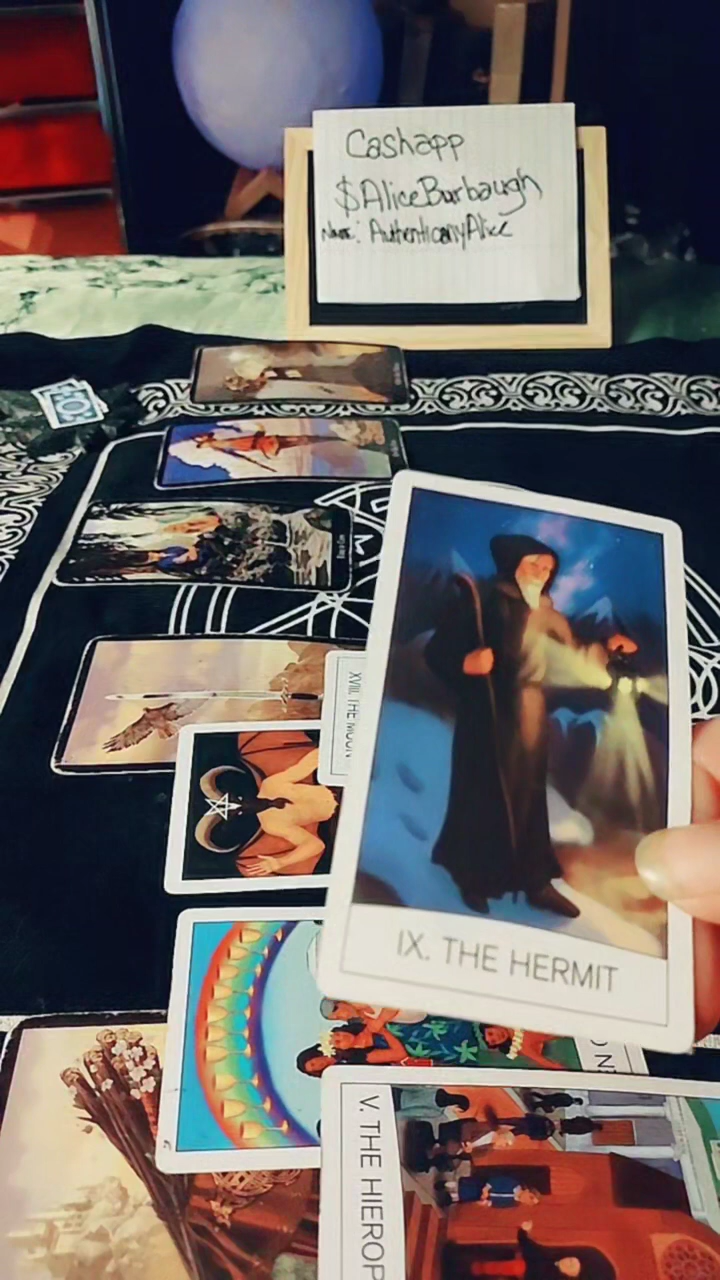 Cashapp
$AliceBurbaugh
Name: AuthenticallyAlice
XVIII. THE MOON
IX. THE HERMIT
V. THE HIEROP